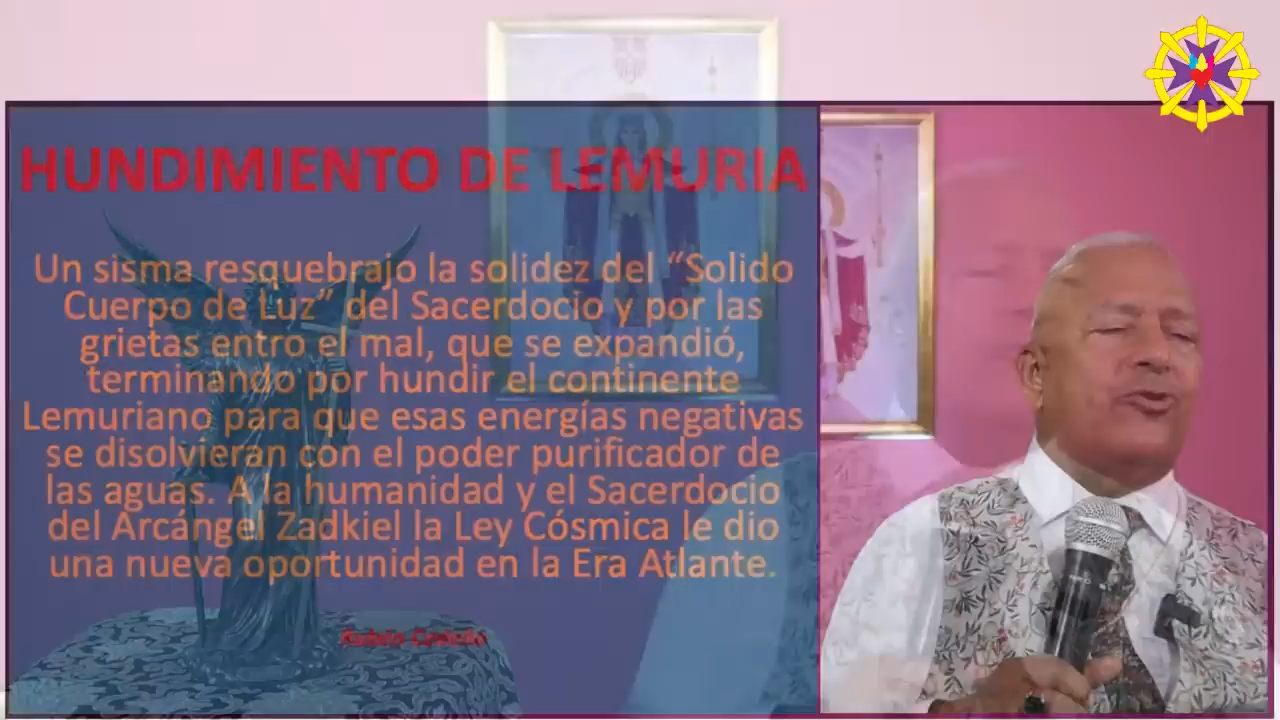 HUNDIMIENTO DE LEMURIA
Un sisma resquebrajo la solidez del “Solido
Cuerpo de Luz” del Sacerdocio y por las
grietas entro el mal, que se expandió,
terminando por hundir el continente
Lemuriano para que esas energías negativas
se disolvieran con el poder purificador de
las aguas. A la humanidad y el Sacerdocio
del Arcángel Zadkiel la Ley Cósmica le dio
una nueva oportunidad en la Era Atlante.
Rubén Cedeño